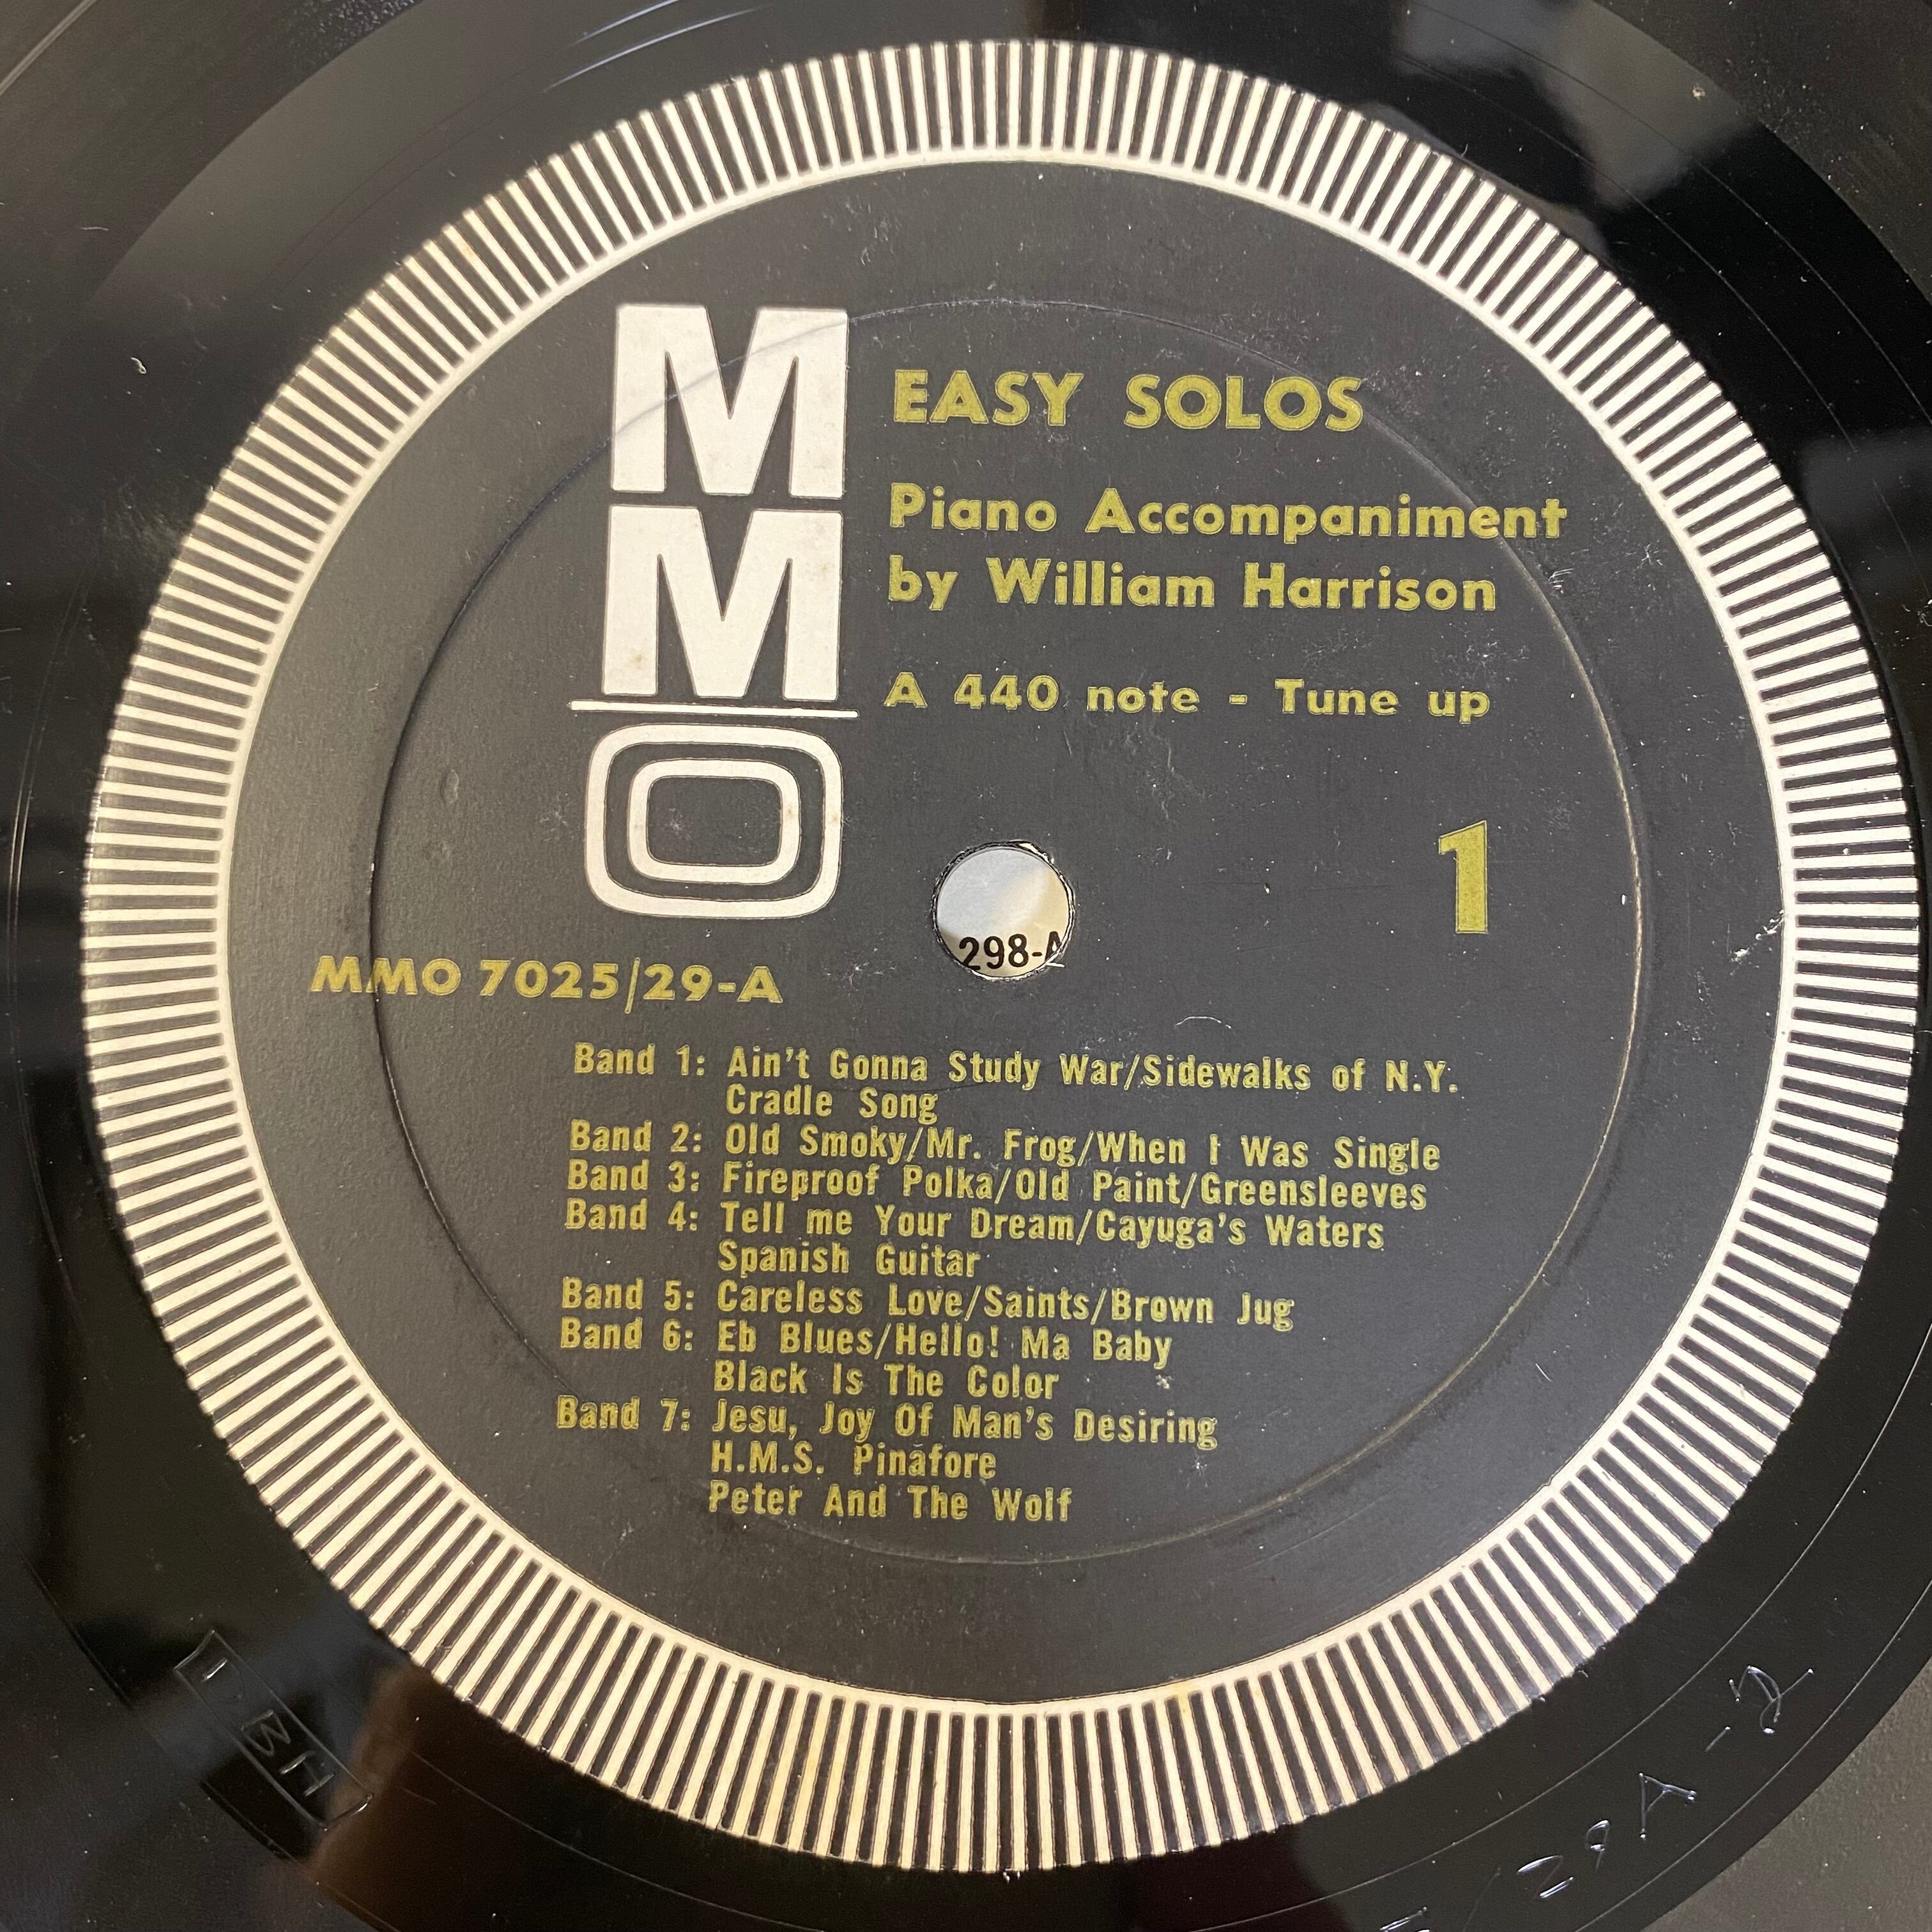 M
M
O
EASY SOLOS
Piano Accompaniment
by William Harrison
A 440 note - Tune up
1
298-A
MMO 7025/29-A
Band 1: Ain't Gonna Study War/Sidewalks of N.Y.
Cradle Song
Band 2: Old Smoky/Mr. Frog/When I Was Single
Band 3: Fireproof Polka/Old Paint/Greensleeves
Band 4: Tell me Your Dream/Cayuga's Waters
Spanish Guitar
Band 5: Careless Love/Saints/Brown Jug
Band 6: Eb Blues/Hello! Ma Baby
Black Is The Color
Band 7: Jesu, Joy Of Man's Desiring
H.M.S. Pinafore
Peter And The Wolf
29A-2